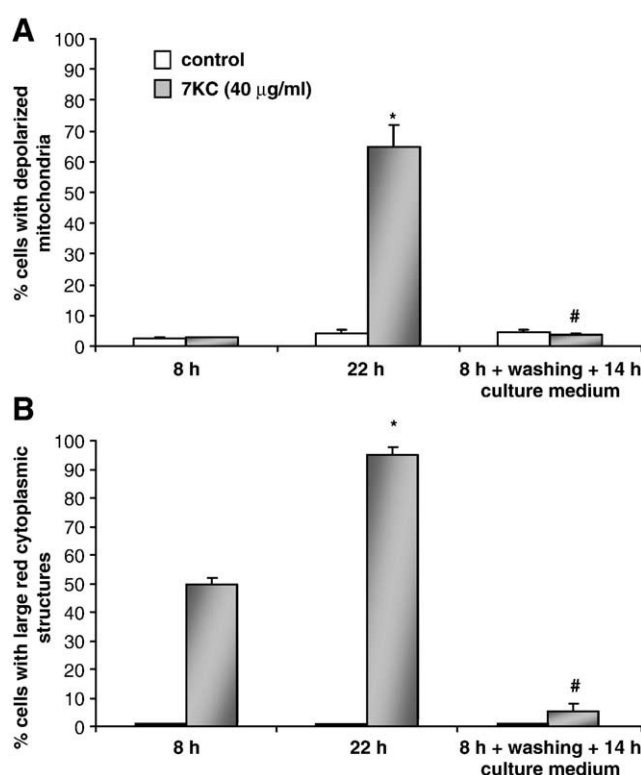 A
% cells with depolarized
mitochondria
100
90
80
70
60
50
40
30
20
10
0
control
7KC (40 μg/ml)
*
#
8 h
22 h
8 h + washing + 14 h
culture medium
B
% cells with large red cytoplasmic
structures
100
90
80
70
60
50
40
30
20
10
0
*
#
8 h
22 h
8 h + washing + 14 h
culture medium